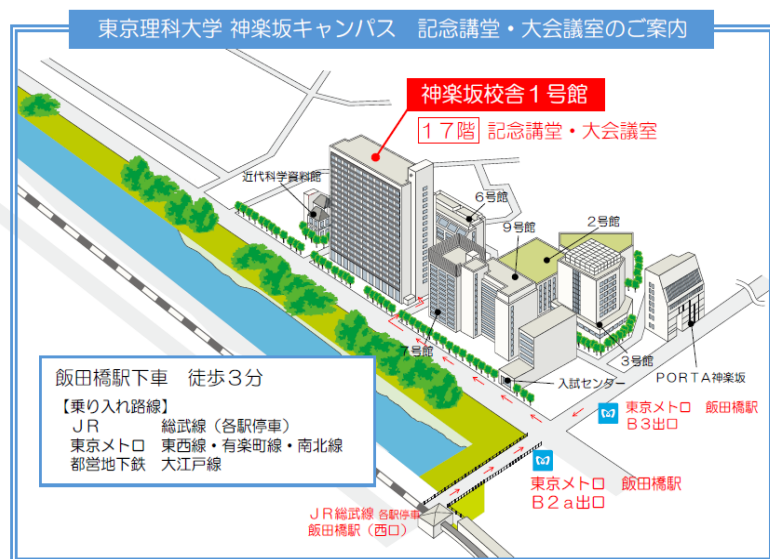 東京理科大学 神楽坂キャンパス 記念講堂・大会議室のご案内
神楽坂校舎１号館
１７階 記念講堂・大会議室
近代科学資料館
６号館
９号館
２号館
７号館
３号館
入試センター
ＰＯＲＴＡ神楽坂
飯田橋駅下車 徒歩３分
【乗り入れ路線】
ＪＲ 総武線（各駅停車）
東京メトロ 東西線・有楽町線・南北線
都営地下鉄 大江戸線
東京メトロ 飯田橋駅
Ｂ３出口
東京メトロ 飯田橋駅
Ｂ２ａ出口
ＪＲ総武線 各駅停車
飯田橋駅（西口）